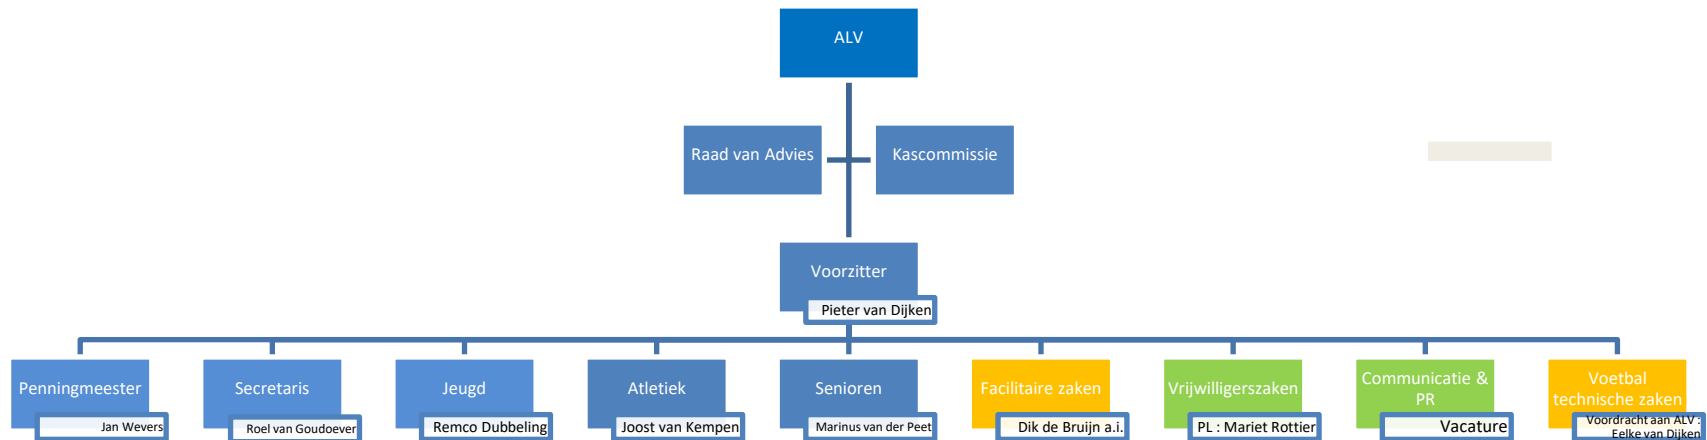 ALV
Raad van Advies
Kascommissie
Voorzitter
Pieter van Dijken
Penningmeester
Jan Wevers
Secretaris
Roel van Goudoever
Jeugd
Remco Dubbeling
Atletiek
Joost van Kempen
Senioren
Marinus van der Peet
Facilitaire zaken
Dik de Bruijn a.i.
Vrijwilligerszaken
PL : Mariet Rottier
Communicatie &
PR
Vacature
Voetbal
technische zaken
Voordracht aan ALV :
Eelke van Dijken